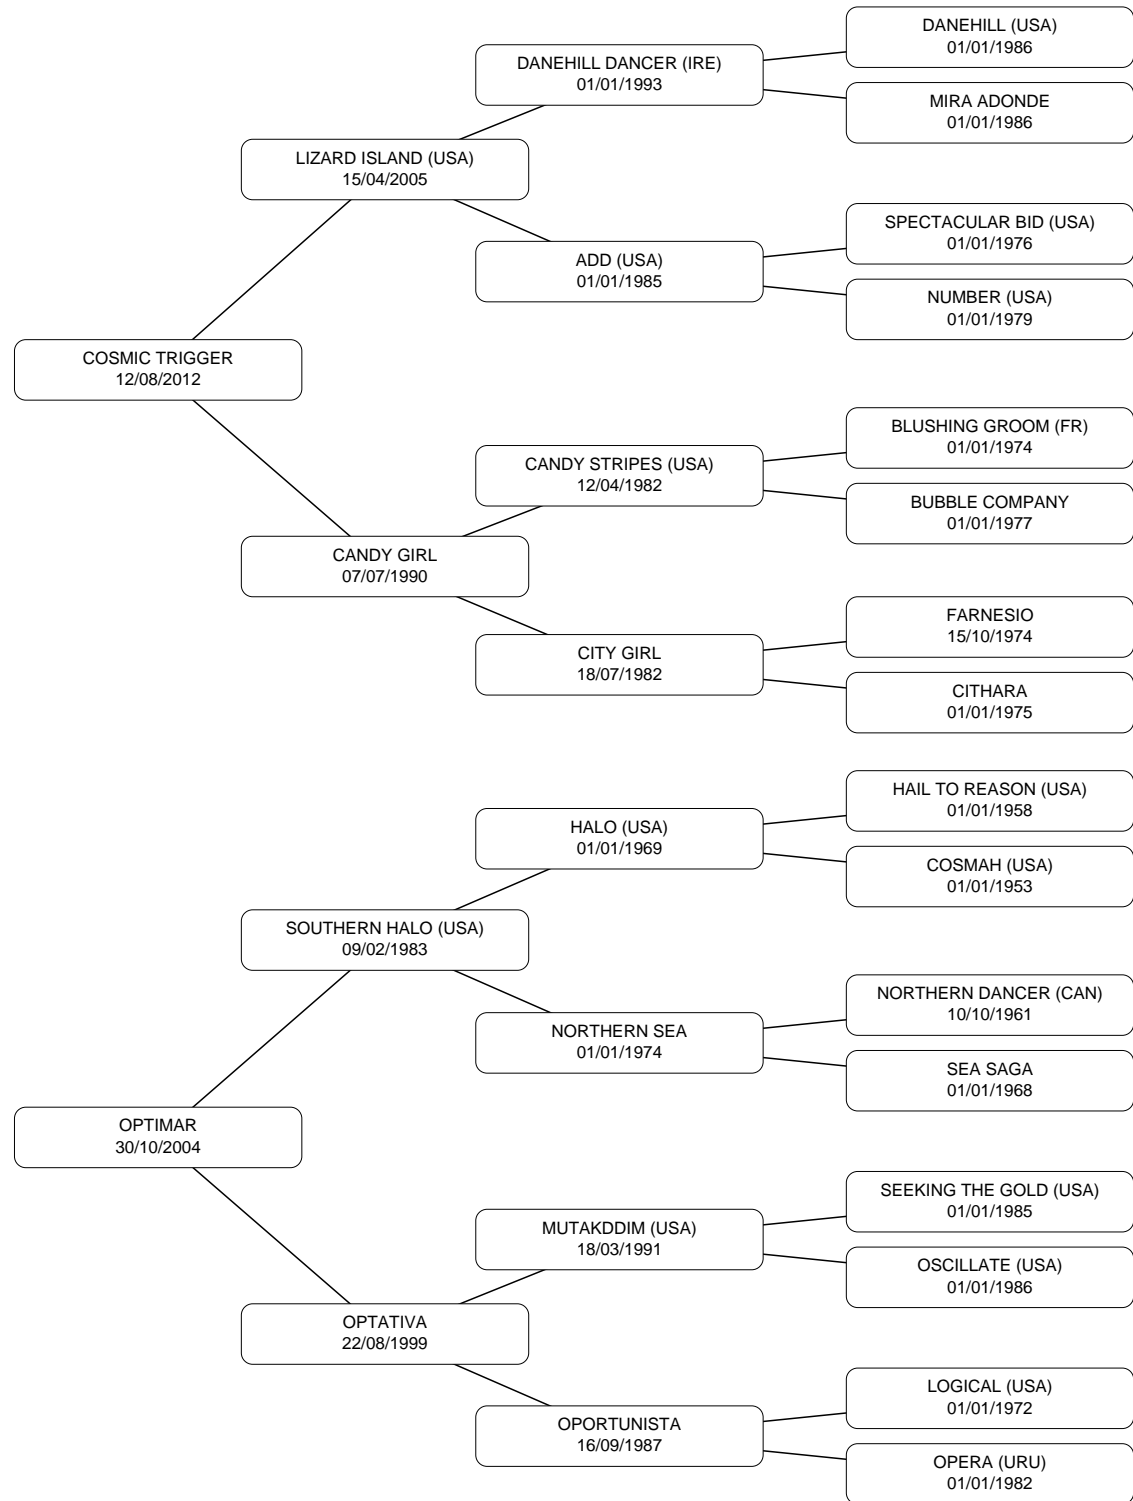 DANEHILL (USA)
01/01/1986
DANEHILL DANCER (IRE)
01/01/1993
MIRA ADONDE
01/01/1986
LIZARD ISLAND (USA)
15/04/2005
SPECTACULAR BID (USA)
01/01/1976
ADD (USA)
01/01/1985
NUMBER (USA)
01/01/1979
COSMIC TRIGGER
12/08/2012
BLUSHING GROOM (FR)
01/01/1974
CANDY STRIPES (USA)
12/04/1982
BUBBLE COMPANY
01/01/1977
CANDY GIRL
07/07/1990
FARNESIO
15/10/1974
CITY GIRL
18/07/1982
CITHARA
01/01/1975
HAIL TO REASON (USA)
01/01/1958
HALO (USA)
01/01/1969
COSMAH (USA)
01/01/1953
SOUTHERN HALO (USA)
09/02/1983
NORTHERN DANCER (CAN)
10/10/1961
NORTHERN SEA
01/01/1974
SEA SAGA
01/01/1968
OPTIMAR
30/10/2004
SEEKING THE GOLD (USA)
01/01/1985
MUTAKDDIM (USA)
18/03/1991
OSCILLATE (USA)
01/01/1986
OPTATIVA
22/08/1999
LOGICAL (USA)
01/01/1972
OPORTUNISTA
16/09/1987
OPERA (URU)
01/01/1982